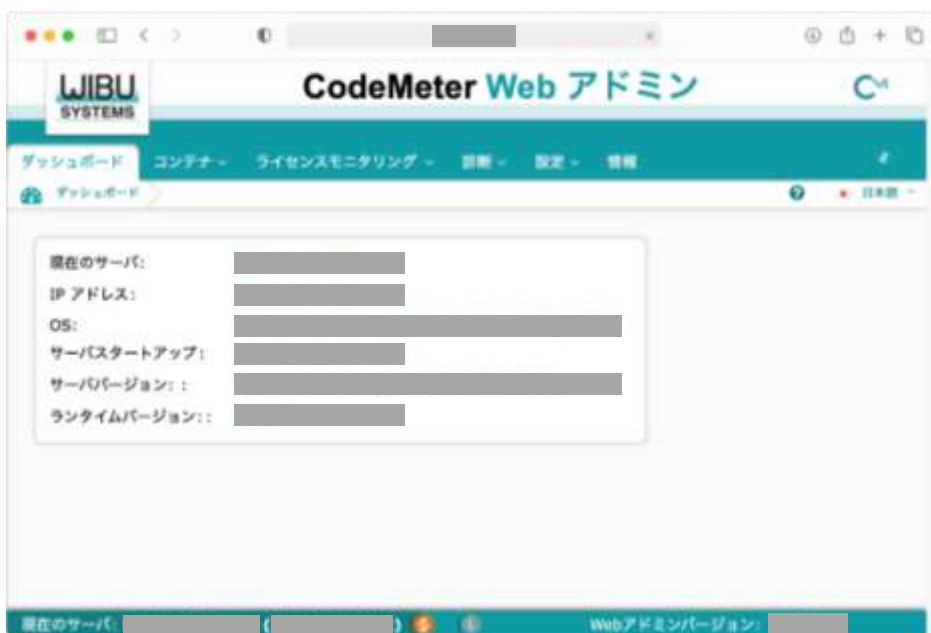 WIBU
SYSTEMS
CodeMeter Web アドミン
ダッシュボード コンテナ ライセンスモニタリング 診断 設定 情報
ダッシュボード 日本語
現在のサーバ:
IP アドレス:
OS:
サーバスタートアップ:
サーババージョン: :
ランタイムバージョン: :
現在のサーバ: ( ) Webアドミンバージョン: